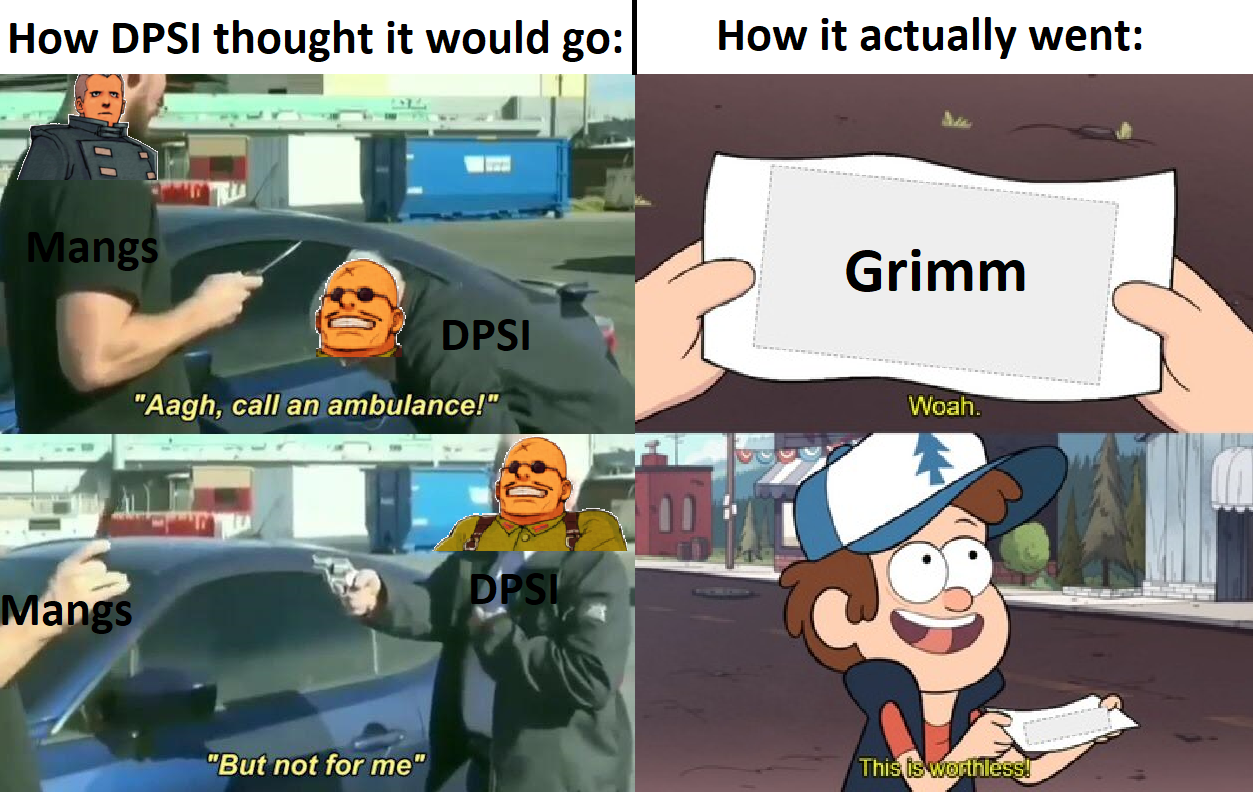 How DPSI thought it would go:
How it actually went:
Mangs
DPSI
"Aagh, call an ambulance!"
Mangs
DPSI
"But not for me"
Grimm
Woah.
This is worthless!